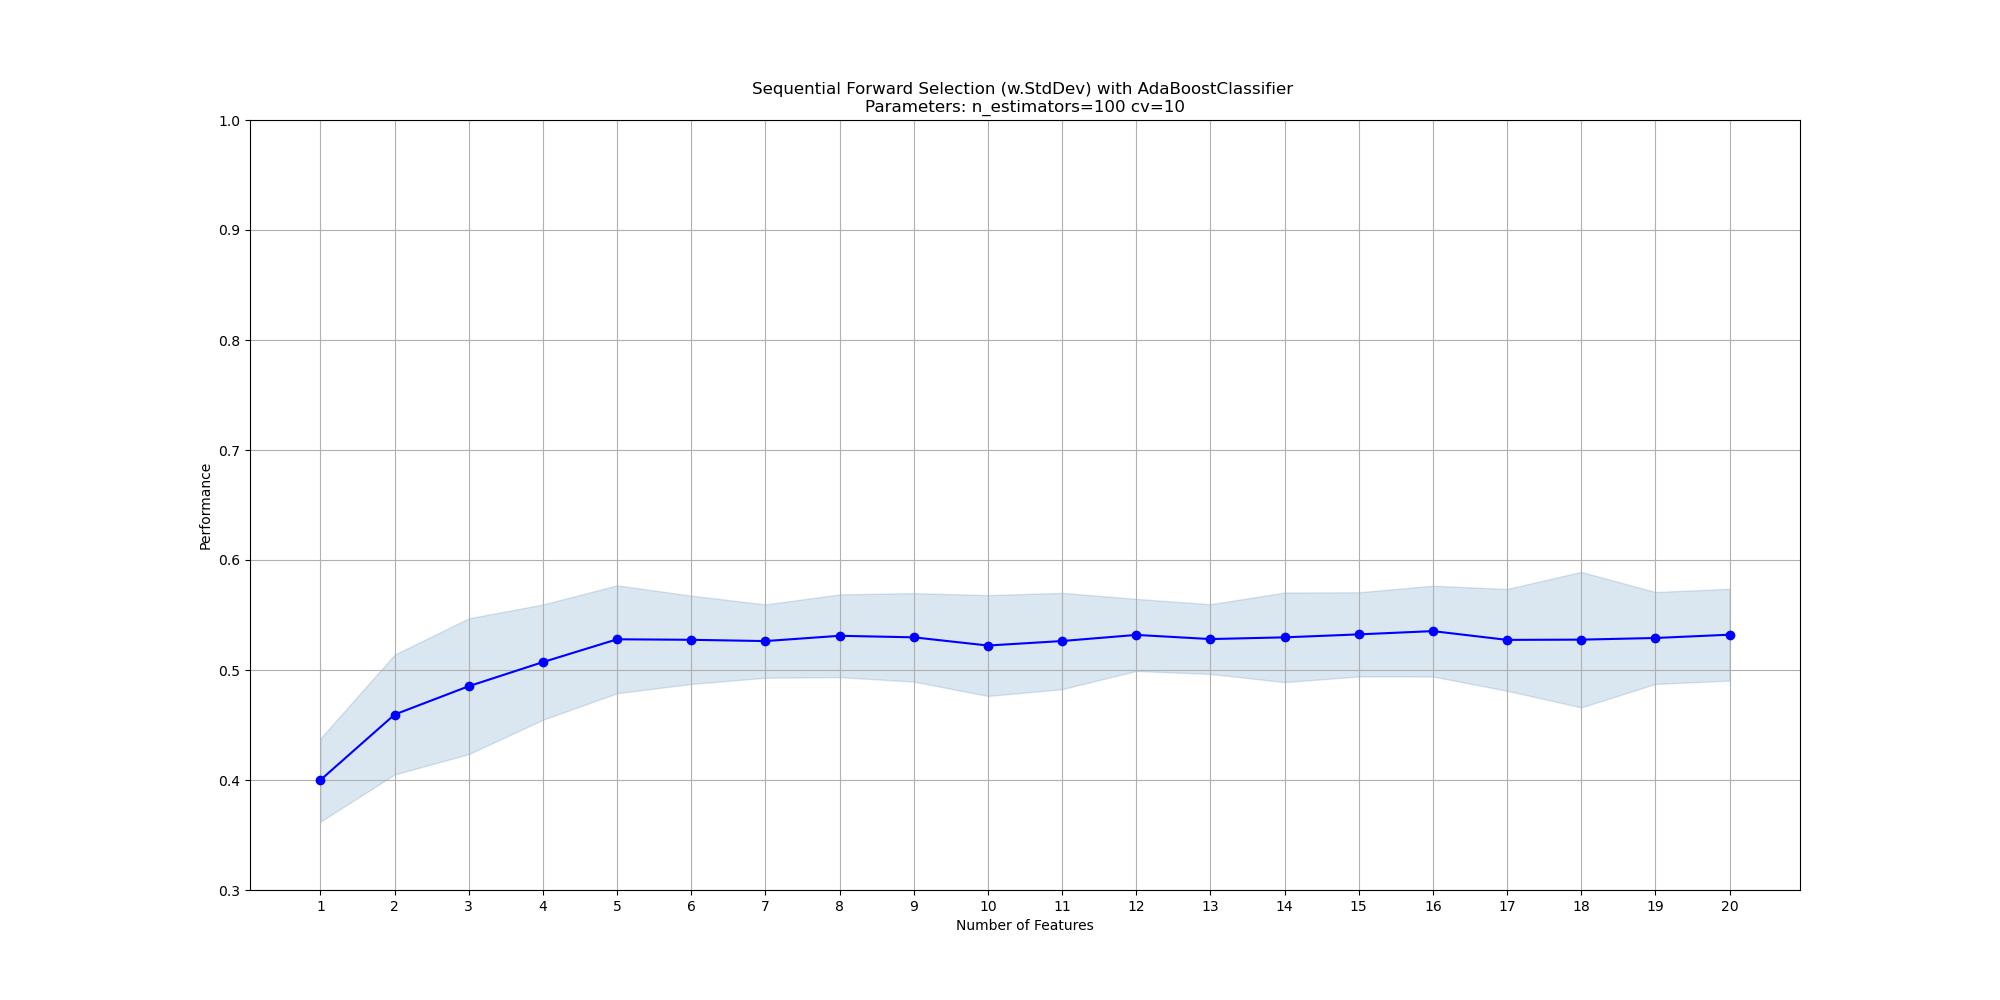 Sequential Forward Selection (w.StdDev) with AdaBoostClassifier
Parameters: n_estimators=100 cv=10
1.0
0.9
0.8
0.7
0.6
0.5
0.4
0.3
Performance
1 2 3 4 5 6 7 8 9 10 11 12 13 14 15 16 17 18 19 20
Number of Features